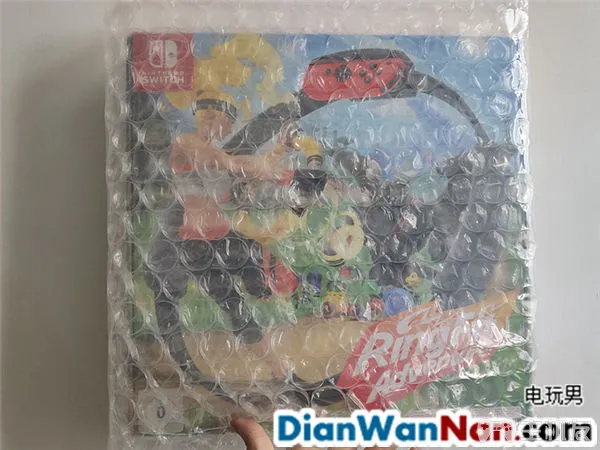 NINTENDO
SWITCH
Ring Fit
Adventure
电玩男
DianWanNan.com